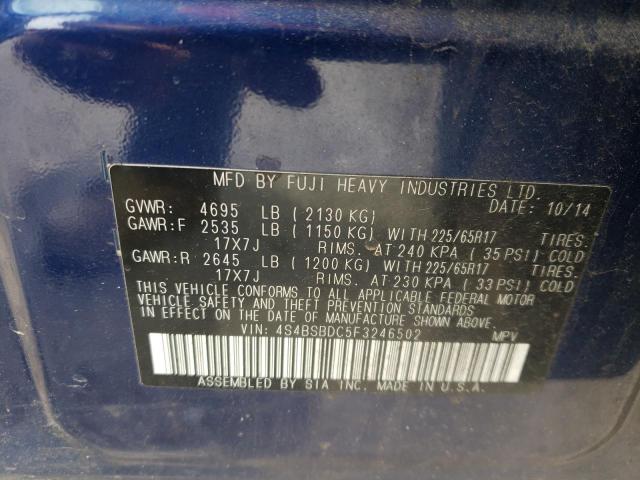 MFD BY FUJI HEAVY INDUSTRIES LTD.
DATE: 10/14
GVWR: 4695 LB ( 2130 KG)
GAWR:F 2535 LB ( 1150 KG) WITH 225/65R17 TIRES.
17X7J RIMS. AT 240 KPA ( 35 PSI) COLD
GAWR:R 2645 LB ( 1200 KG) WITH 225/65R17 TIRES.
17X7J RIMS. AT 230 KPA ( 33 PSI) COLD
THIS VEHICLE CONFORMS TO ALL APPLICABLE FEDERAL MOTOR
VEHICLE SAFETY AND THEFT PREVENTION STANDARDS
IN EFFECT ON THE DATE OF MANUFACTURE SHOWN ABOVE.
VIN: 4S4BSBDC5F3246502 MPV
ASSEMBLED BY SIA INC. MADE IN U.S.A.